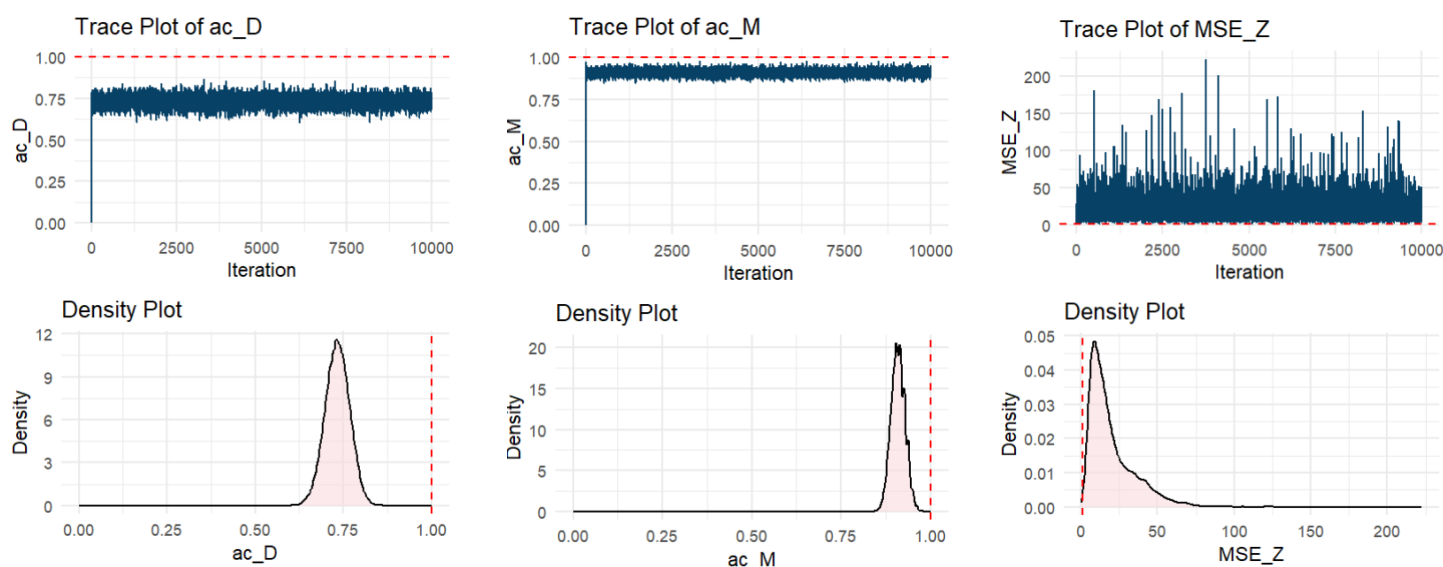 Trace Plot of ac_D
1.00
0.75
0.50
0.25
0.00
ac_D
0 2500 5000 7500 10000
Iteration
Trace Plot of ac_M
1.00
0.75
0.50
0.25
0.00
ac_M
0 2500 5000 7500 10000
Iteration
Trace Plot of MSE_Z
200
150
100
50
0
MSE_Z
0 2500 5000 7500 10000
Iteration
Density Plot
12
9
6
3
0
Density
0.00 0.25 0.50 0.75 1.00
ac_D
Density Plot
20
15
10
5
0
Density
0.00 0.25 0.50 0.75 1.00
ac M
Density Plot
0.05
0.04
0.03
0.02
0.01
0.00
Density
0 50 100 150 200
MSE_Z